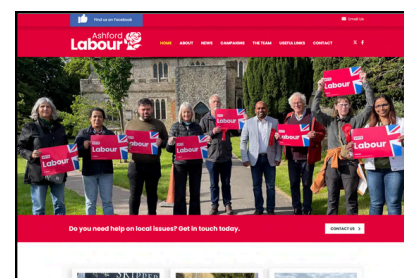 Find us on Facebook
Email Us
Ashford
Labour
HOME ABOUT NEWS CAMPAIGNS THE TEAM USEFUL LINKS CONTACT
Labour
Labour
Labour
Labour
Labour
Labour
Labour
Labour
Do you need help on local issues? Get in touch today.
CONTACT US >
SKIPPER